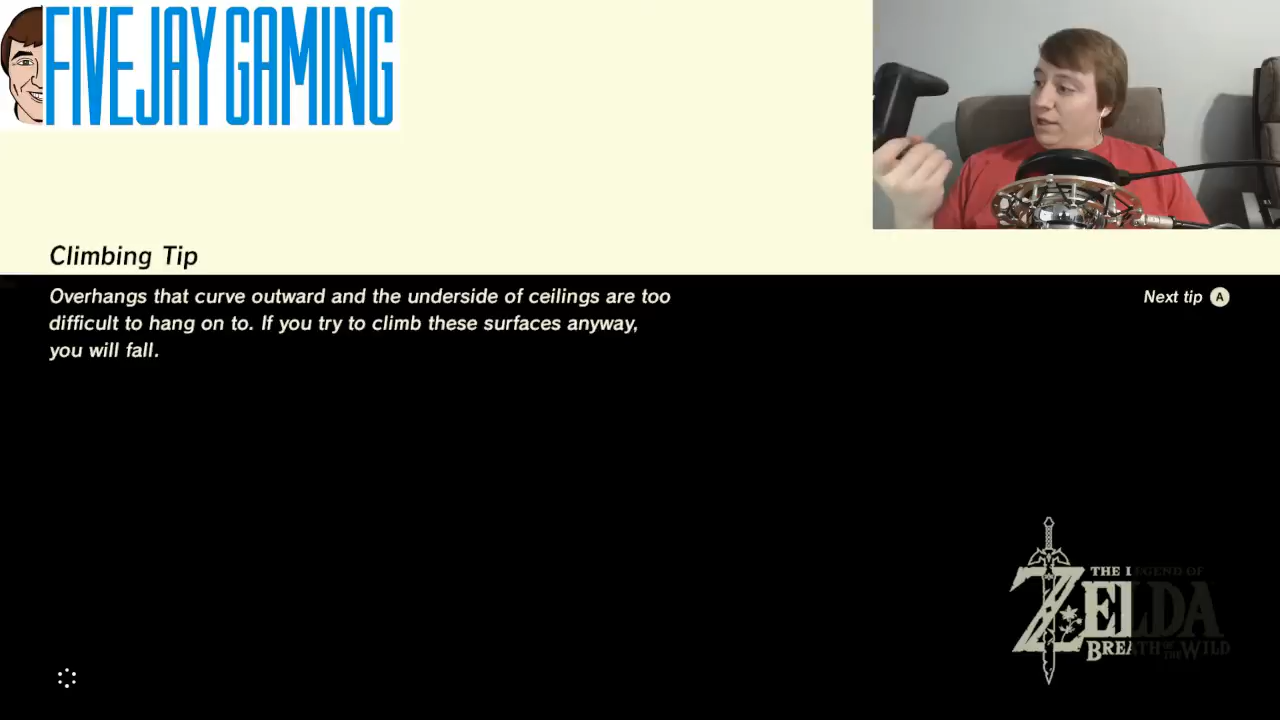 FIVEJAY GAMING
Climbing Tip
Overhangs that curve outward and the underside of ceilings are too
difficult to hang on to. If you try to climb these surfaces anyway,
you will fall.
Next tip A
THE LEGEND OF
ZELDA
BREATH OF THE WILD